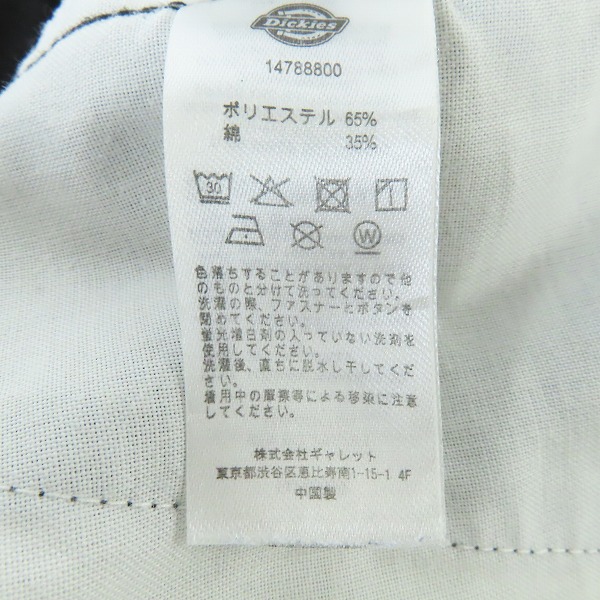 Dickies
14788800
ポリエステル 65%
綿 35%
30
W
色落ちすることがありますので他
のものと分けて洗ってください。
洗濯の際、ファスナーとボタンを
閉めてください。
蛍光増白剤の入っていない洗剤を
使用してください。
洗濯後、直ちに脱水し干してくだ
さい。
着用中の摩擦等による移染に注意
してください。
株式会社ギャレット
東京都渋谷区恵比寿南1-15-1 4F
中国製